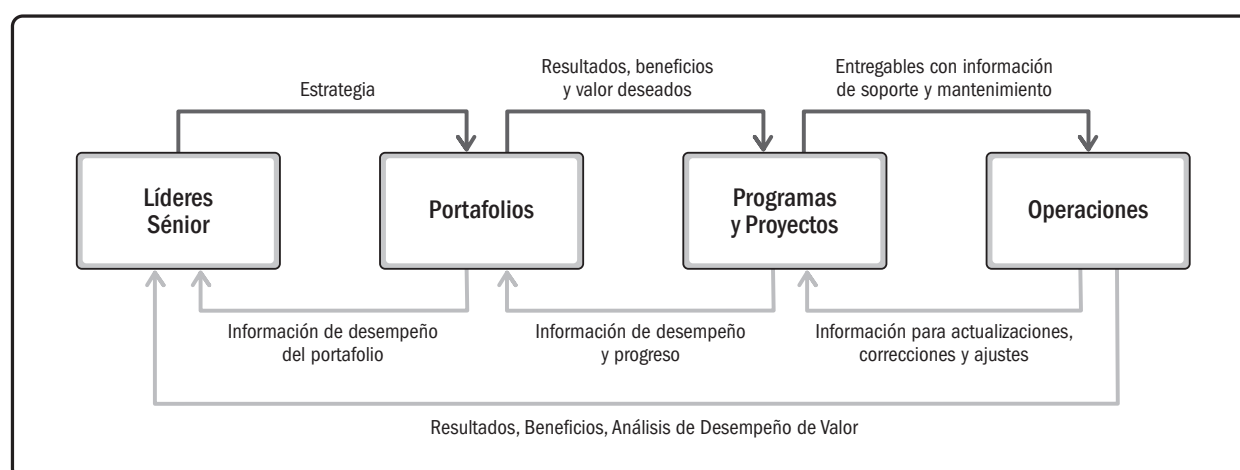 Estrategia
Resultados, beneficios
y valor deseados
Entregables con información
de soporte y mantenimiento
Líderes
Sénior
Portafolios
Programas
y Proyectos
Operaciones
Información de desempeño
del portafolio
Información de desempeño
y progreso
Información para actualizaciones,
correcciones y ajustes
Resultados, Beneficios, Análisis de Desempeño de Valor